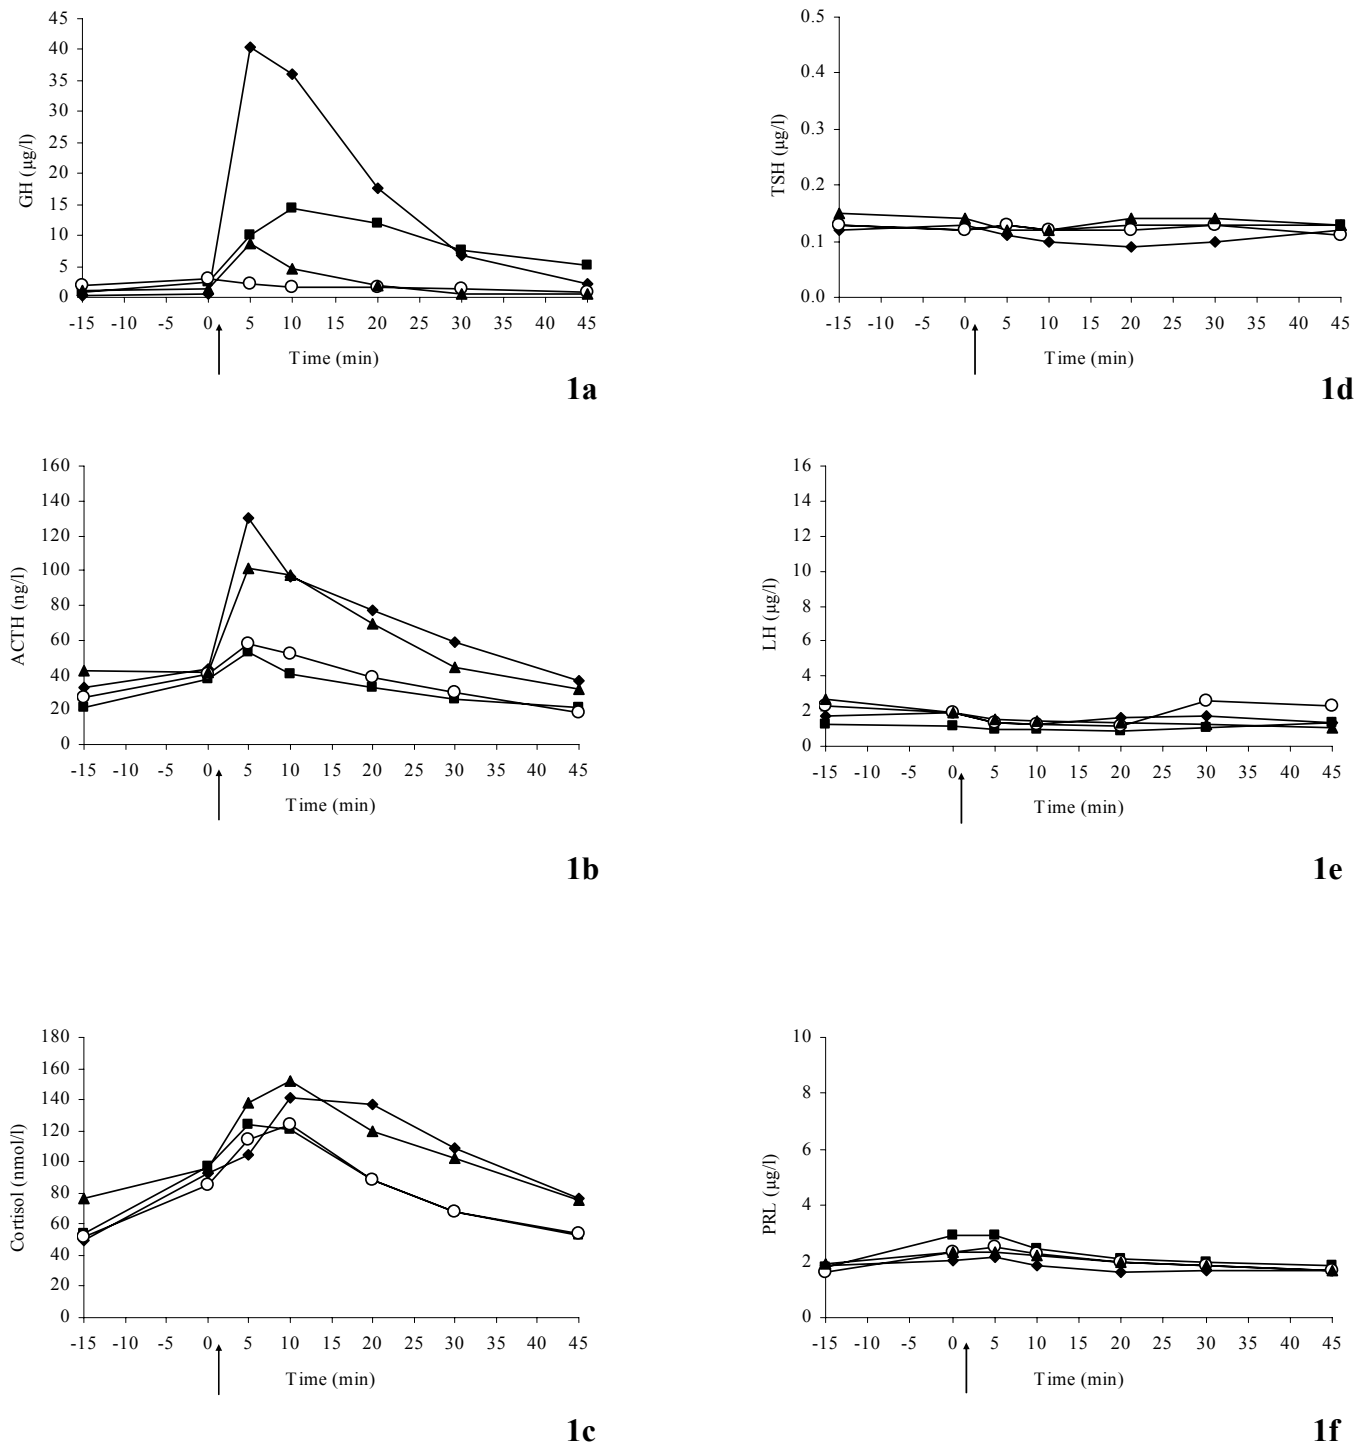 45
40
35
30
25
20
15
10
5
0
GH (µg/l)
-15 -10 -5 0 5 10 15 20 25 30 35 40 45
Time (min)
1a
0.5
0.4
0.3
0.2
0.1
0.0
TSH (µg/l)
-15 -10 -5 0 5 10 15 20 25 30 35 40 45
Time (min)
1d
160
140
120
100
80
60
40
20
0
ACTH (ng/l)
-15 -10 -5 0 5 10 15 20 25 30 35 40 45
Time (min)
1b
16
14
12
10
8
6
4
2
0
LH (µg/l)
-15 -10 -5 0 5 10 15 20 25 30 35 40 45
Time (min)
1e
180
160
140
120
100
80
60
40
20
0
Cortisol (nmol/l)
-15 -10 -5 0 5 10 15 20 25 30 35 40 45
Time (min)
1c
10
8
6
4
2
0
PRL (µg/l)
-15 -10 -5 0 5 10 15 20 25 30 35 40 45
Time (min)
1f